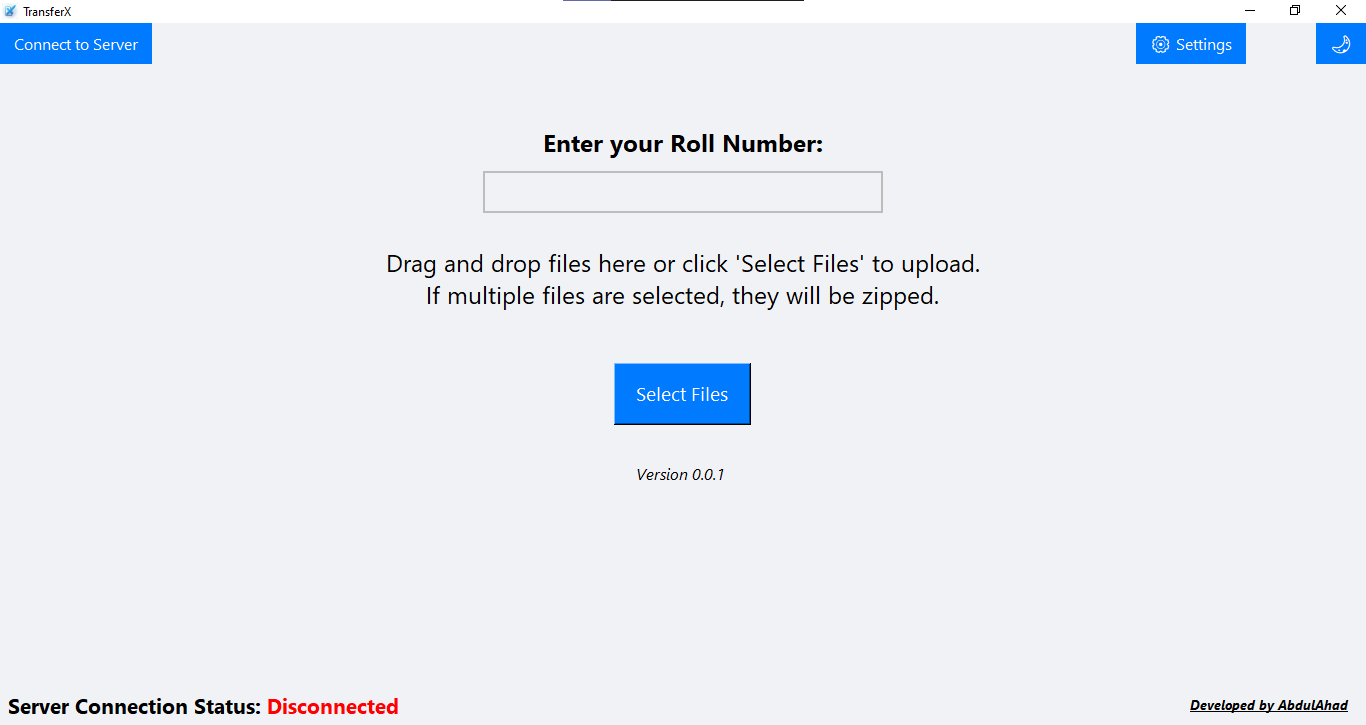 TransferX
Connect to Server
Settings
Enter your Roll Number:
Drag and drop files here or click 'Select Files' to upload.
If multiple files are selected, they will be zipped.
Select Files
Version 0.0.1
Server Connection Status: Disconnected
Developed by AbdulAhad